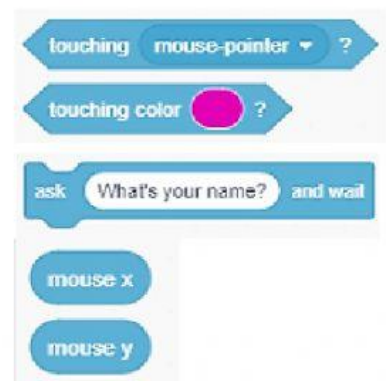 touching mouse-pointer ?
touching color ?
ask What's your name? and wait
mouse x
mouse y